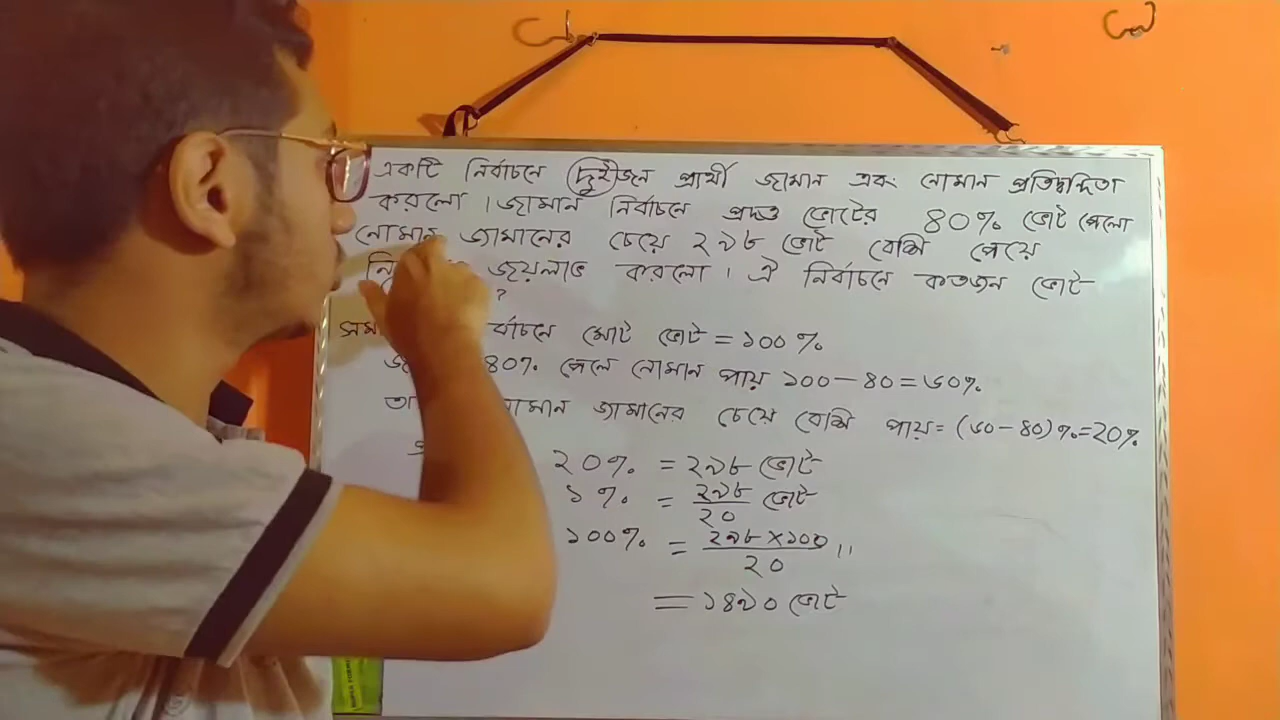 একটি নির্বাচনে দুইজন প্রার্থী জামান এবং নোমান প্রতিদ্বন্দিতা
করলো । জামান নির্বাচনে প্রদত্ত ভোটের ৪০% ভোট পেলো
নোমান জামানের চেয়ে ২৯৮ ভোট বেশি পেয়ে
জয়লাভ করলো । ঐ নির্বাচনে কতজন ভোট
?
মোট ভোট = ১০০ %
৪০% পেলে নোমান পায় ১০০ – ৪০ = ৬০%
জামানের চেয়ে বেশি পায় = (৬০ – ৪০) % = ২০%
২০% = ২৯৮ ভোট
১ % = ২৯৮/২০ ভোট
১০০% = ২৯৮ × ১০০/২০ "
= ১৪৯০ ভোট